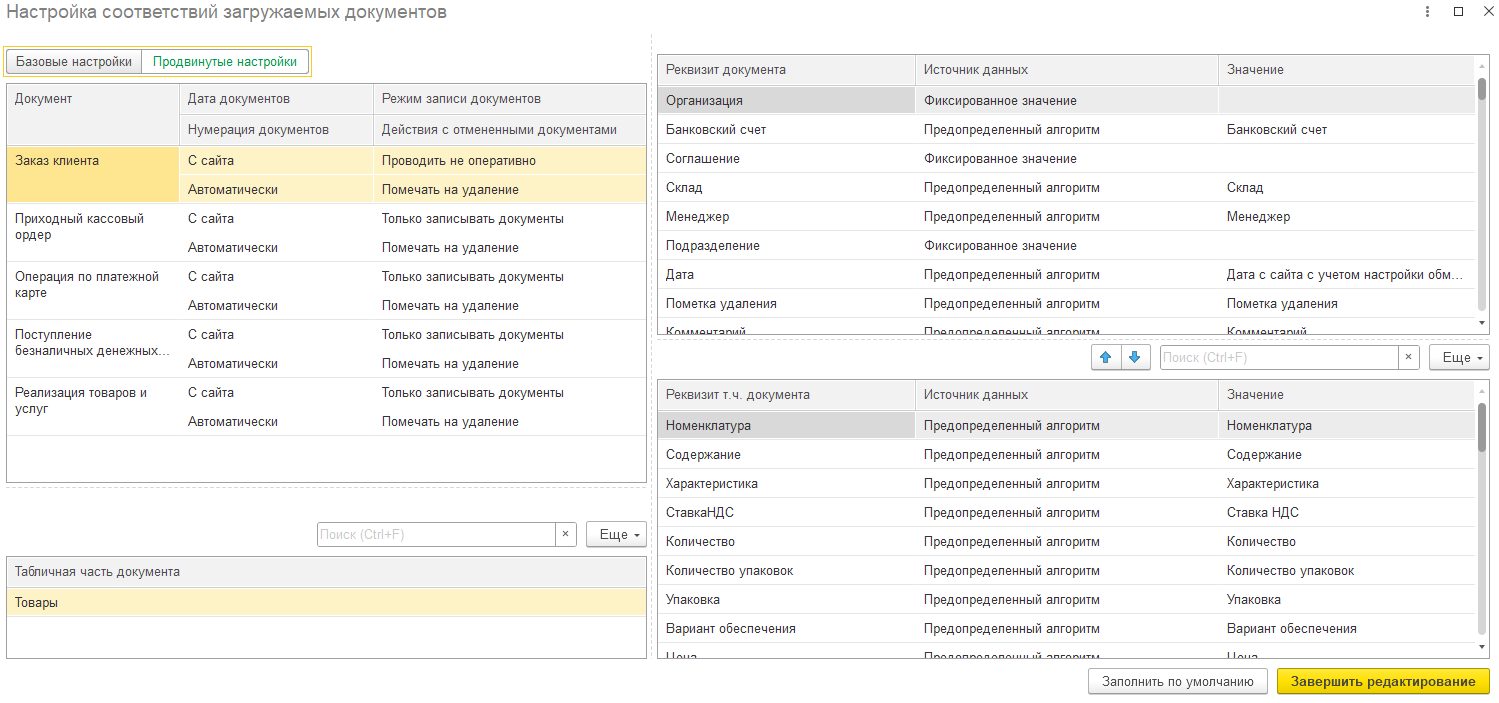 Настройка соответствий загружаемых документов
Базовые настройки Продвинутые настройки
Документ Дата документов Режим записи документов
Нумерация документов Действия с отмененными документами
Заказ клиента С сайта Проводить не оперативно
Автоматически Помечать на удаление
Приходный кассовый
ордер
С сайта Только записывать документы
Автоматически Помечать на удаление
Операция по платежной
карте
С сайта Только записывать документы
Автоматически Помечать на удаление
Поступление
безналичных денежных...
С сайта Только записывать документы
Автоматически Помечать на удаление
Реализация товаров и
услуг
С сайта Только записывать документы
Автоматически Помечать на удаление
Поиск (Ctrl+F) × Еще
Табличная часть документа
Товары
Реквизит документа Источник данных Значение
Организация Фиксированное значение
Банковский счет Предопределенный алгоритм Банковский счет
Соглашение Фиксированное значение
Склад Предопределенный алгоритм Склад
Менеджер Предопределенный алгоритм Менеджер
Подразделение Фиксированное значение
Дата Предопределенный алгоритм Дата с сайта с учетом настройки обм...
Пометка удаления Предопределенный алгоритм Пометка удаления
Комментарий Предопределенный алгоритм Комментарий
Поиск (Ctrl+F) × Еще
Реквизит т.ч. документа Источник данных Значение
Номенклатура Предопределенный алгоритм Номенклатура
Содержание Предопределенный алгоритм Содержание
Характеристика Предопределенный алгоритм Характеристика
СтавкаНДС Предопределенный алгоритм Ставка НДС
Количество Предопределенный алгоритм Количество
Количество упаковок Предопределенный алгоритм Количество упаковок
Упаковка Предопределенный алгоритм Упаковка
Вариант обеспечения Предопределенный алгоритм Вариант обеспечения
Цена Предопределенный алгоритм Цена
Заполнить по умолчанию Завершить редактирование